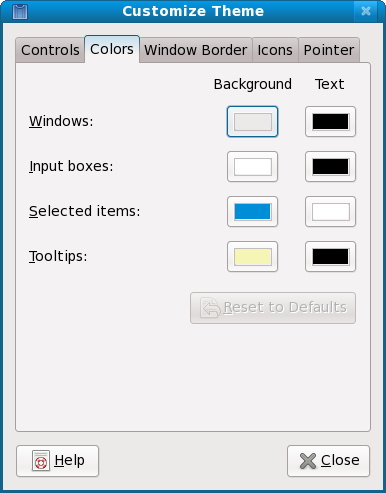 Customize Theme
Controls Colors Window Border Icons Pointer
Background Text
Windows:
Input boxes:
Selected items:
Tooltips:
Reset to Defaults
Help Close